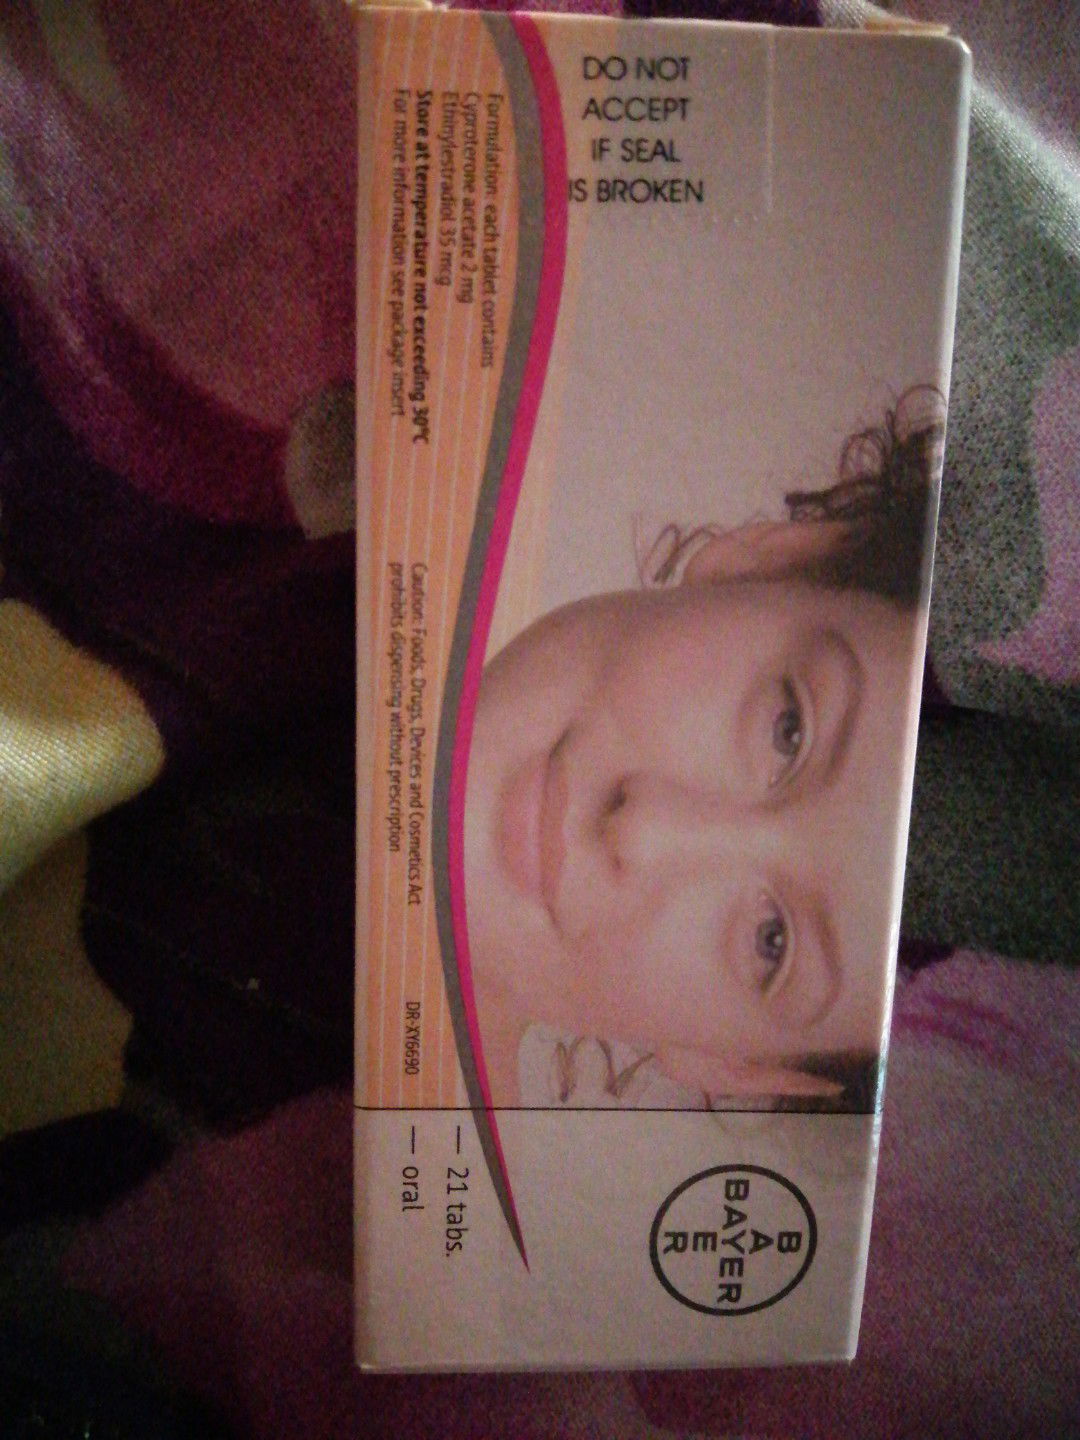 DO NOT
ACCEPT
IF SEAL
IS BROKEN
Formulation: each tablet contains
Cyproterone acetate 2 mg
Ethinylestradiol 35 mcg
Store at temperature not exceeding 30°C
For more information see package insert
Caution: Foods, Drugs, Devices and Cosmetics Act
prohibits dispensing without prescription
DR-XY6690
— 21 tabs.
— oral
BAYER
BAYER